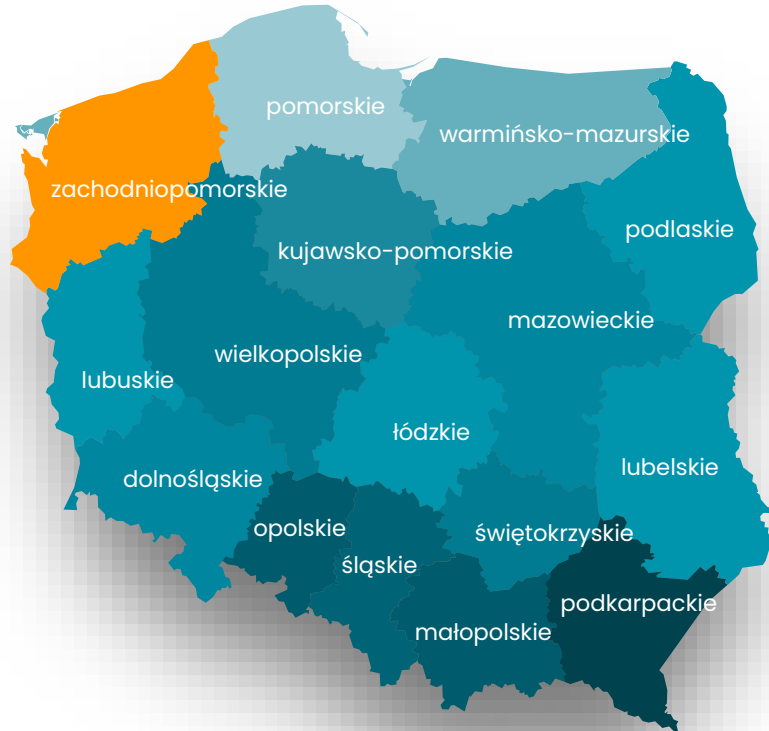 pomorskie
warmińsko-mazurskie
zachodniopomorskie
podlaskie
kujawsko-pomorskie
mazowieckie
wielkopolskie
lubuskie
łódzkie
lubelskie
dolnośląskie
opolskie
świętokrzyskie
śląskie
podkarpackie
małopolskie